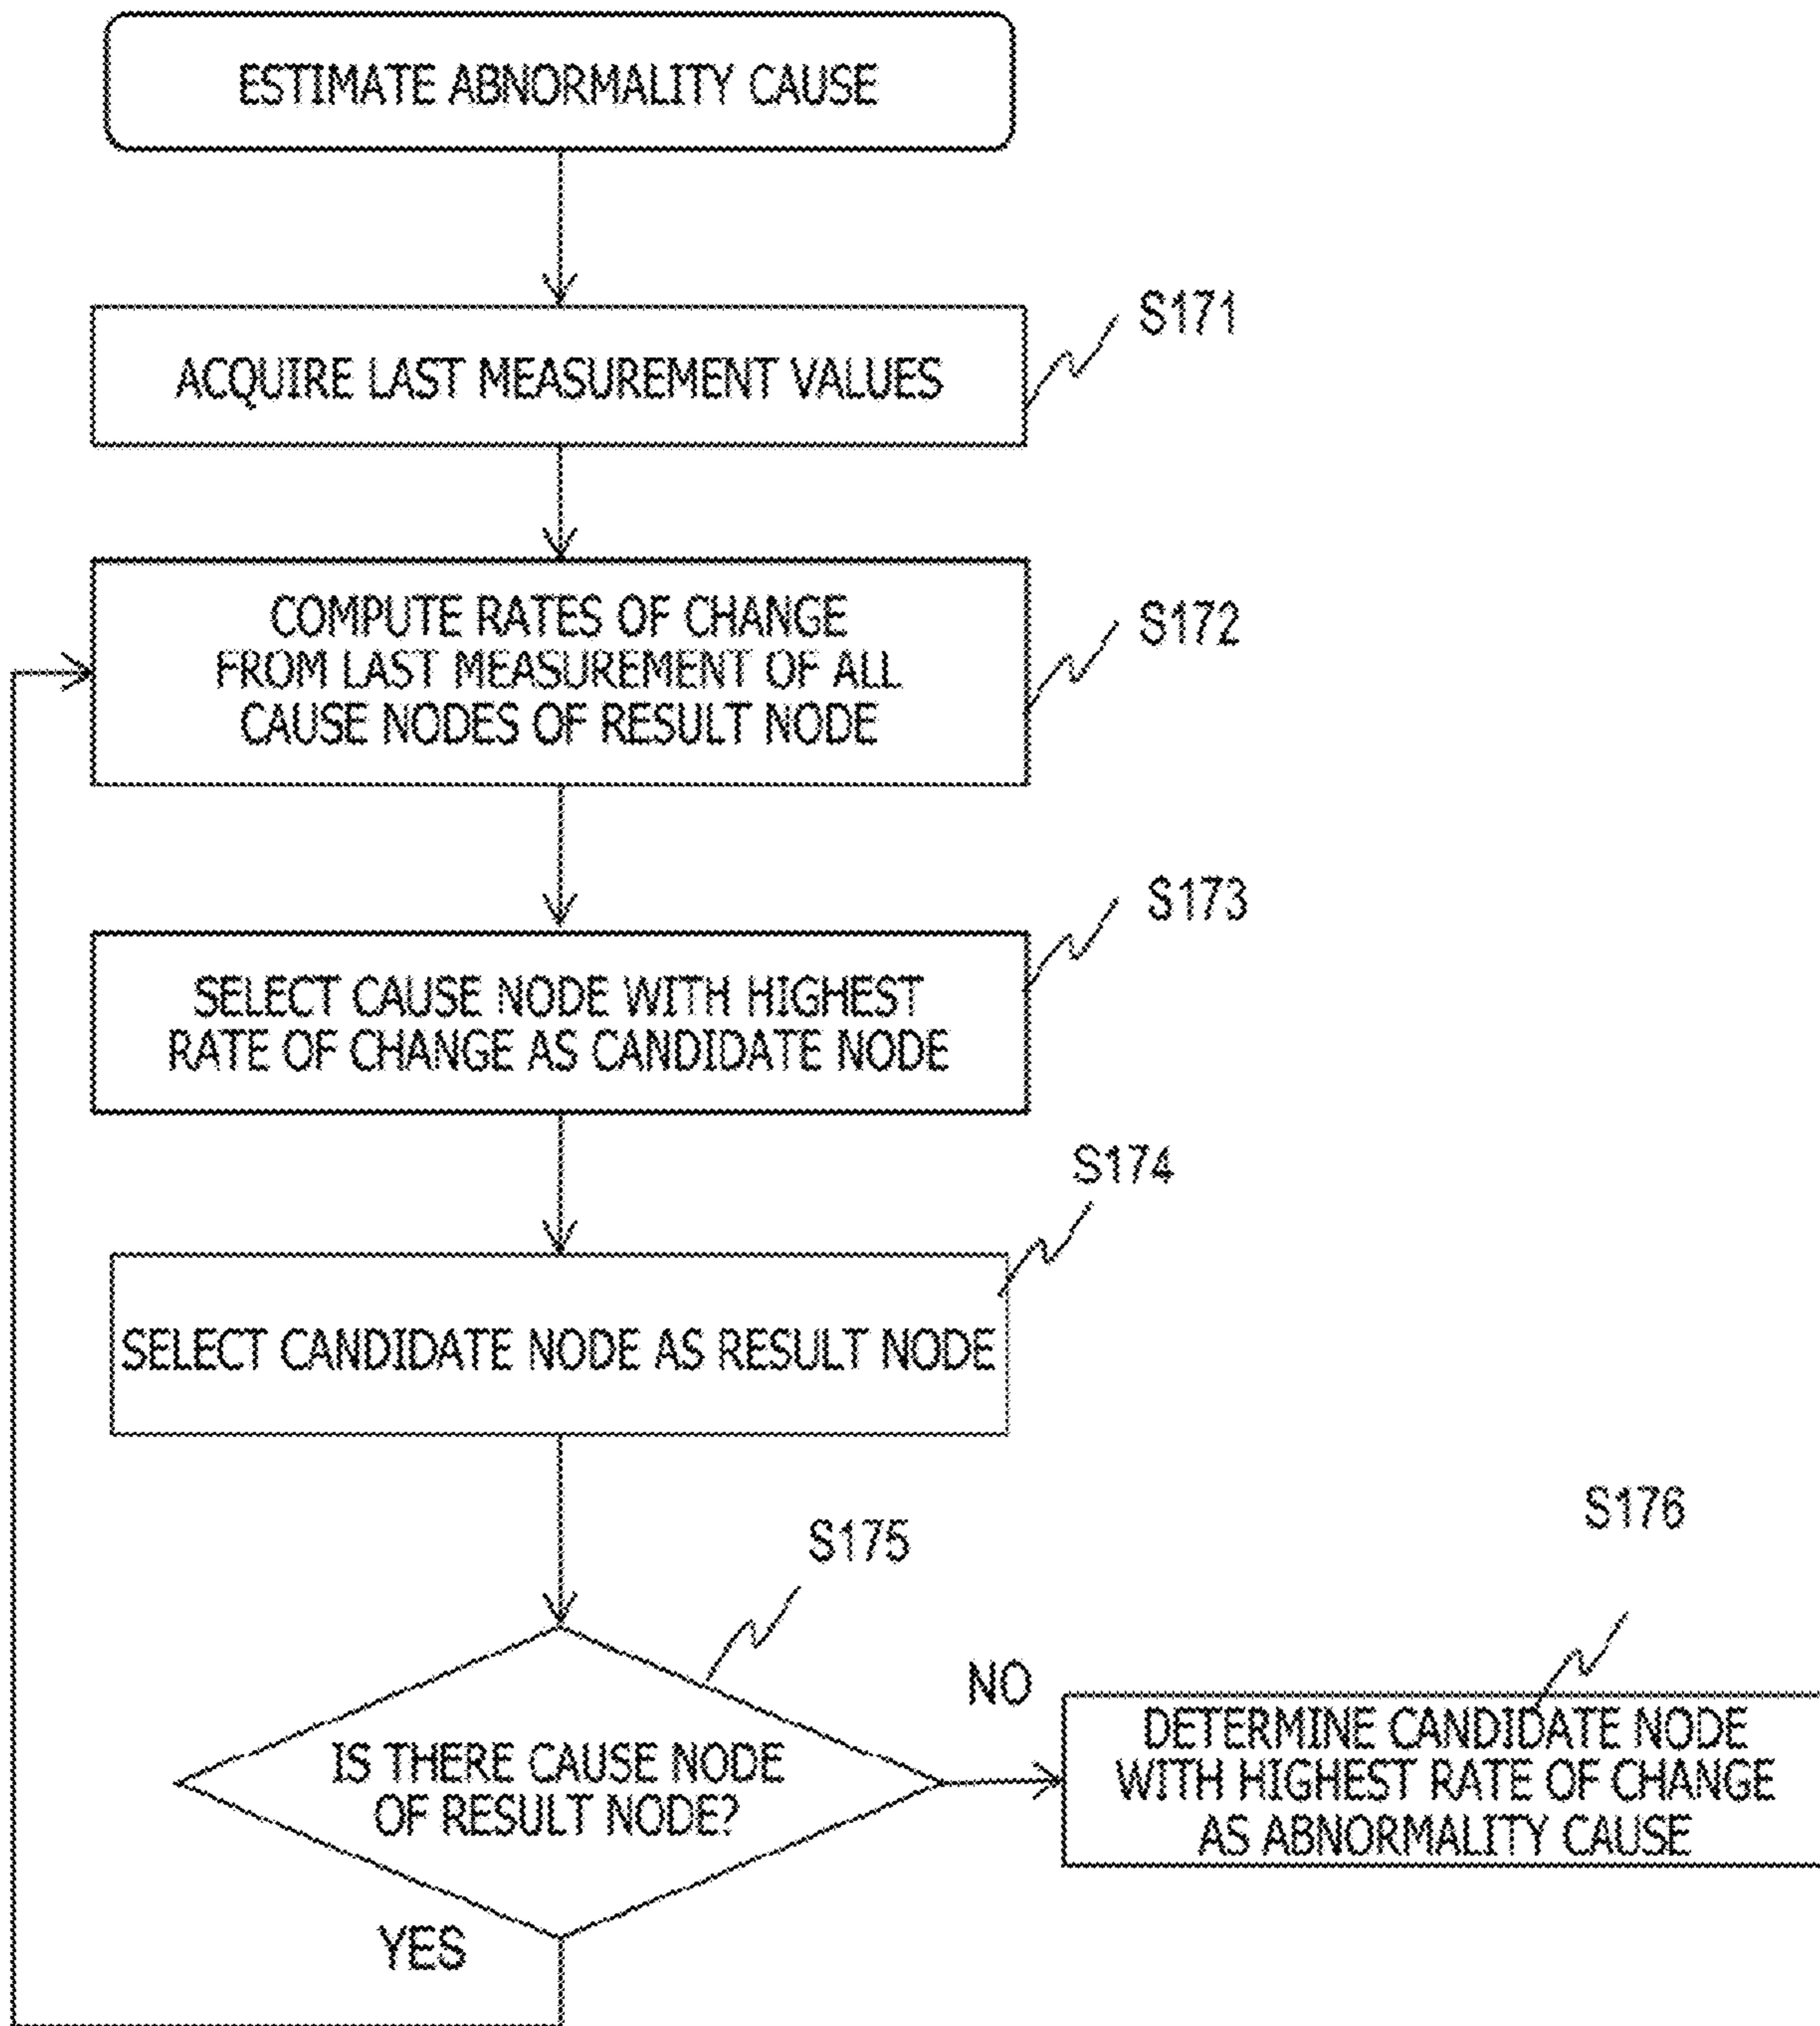 ESTIMATE ABNORMALITY CAUSE
S171
ACQUIRE LAST MEASUREMENT VALUES
S172
COMPUTE RATES OF CHANGE
FROM LAST MEASUREMENT OF ALL
CAUSE NODES OF RESULT NODE
S173
SELECT CAUSE NODE WITH HIGHEST
RATE OF CHANGE AS CANDIDATE NODE
S174
SELECT CANDIDATE NODE AS RESULT NODE
S175
IS THERE CAUSE NODE
OF RESULT NODE?
NO
S176
DETERMINE CANDIDATE NODE
WITH HIGHEST RATE OF CHANGE
AS ABNORMALITY CAUSE
YES